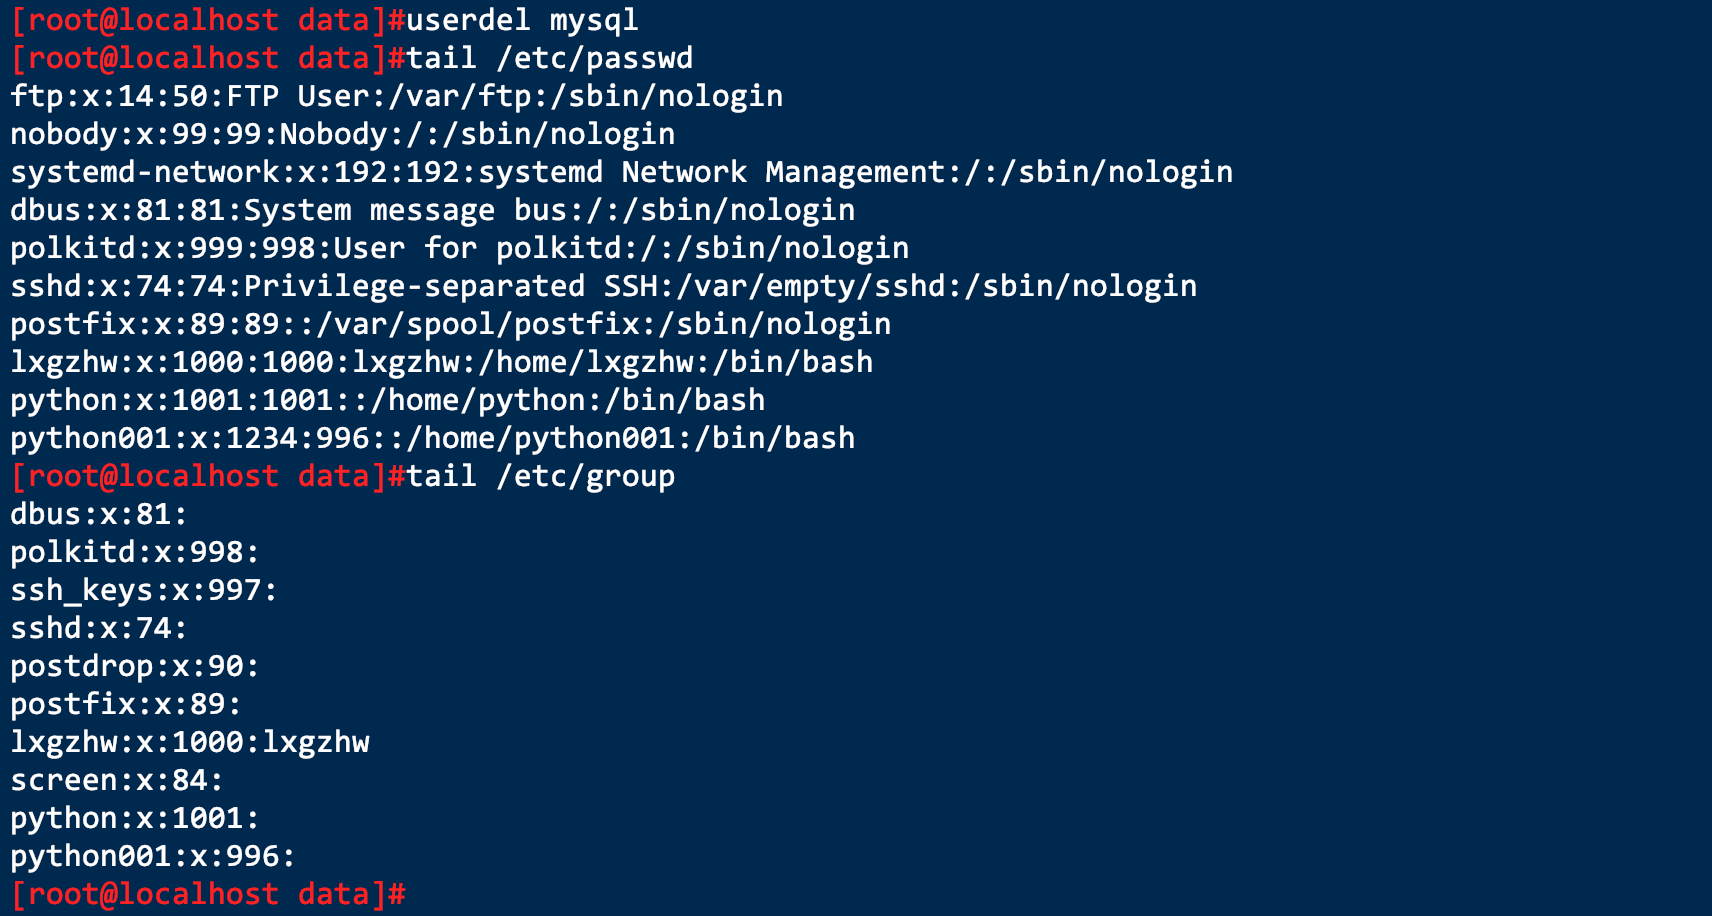 [root@localhost data]#userdel mysql
[root@localhost data]#tail /etc/passwd
ftp:x:14:50:FTP User:/var/ftp:/sbin/nologin
nobody:x:99:99:Nobody:/:/sbin/nologin
systemd-network:x:192:192:systemd Network Management:/:/sbin/nologin
dbus:x:81:81:System message bus:/:/sbin/nologin
polkitd:x:999:998:User for polkitd:/:/sbin/nologin
sshd:x:74:74:Privilege-separated SSH:/var/empty/sshd:/sbin/nologin
postfix:x:89:89::/var/spool/postfix:/sbin/nologin
lxgzhw:x:1000:1000:lxgzhw:/home/lxgzhw:/bin/bash
python:x:1001:1001::/home/python:/bin/bash
python001:x:1234:996::/home/python001:/bin/bash
[root@localhost data]#tail /etc/group
dbus:x:81:
polkitd:x:998:
ssh_keys:x:997:
sshd:x:74:
postdrop:x:90:
postfix:x:89:
lxgzhw:x:1000:lxgzhw
screen:x:84:
python:x:1001:
python001:x:996:
[root@localhost data]#